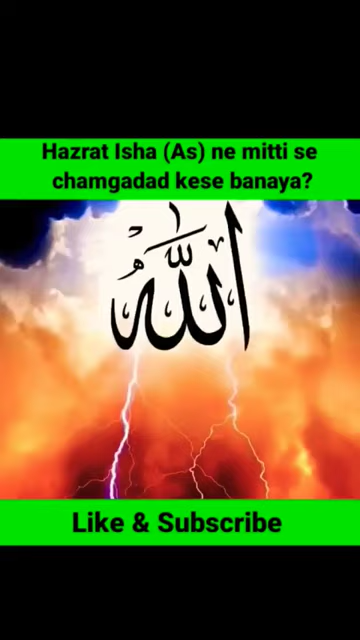 Hazrat Isha (As) ne mitti se
chamgadad kese banaya?
الله
Like & Subscribe